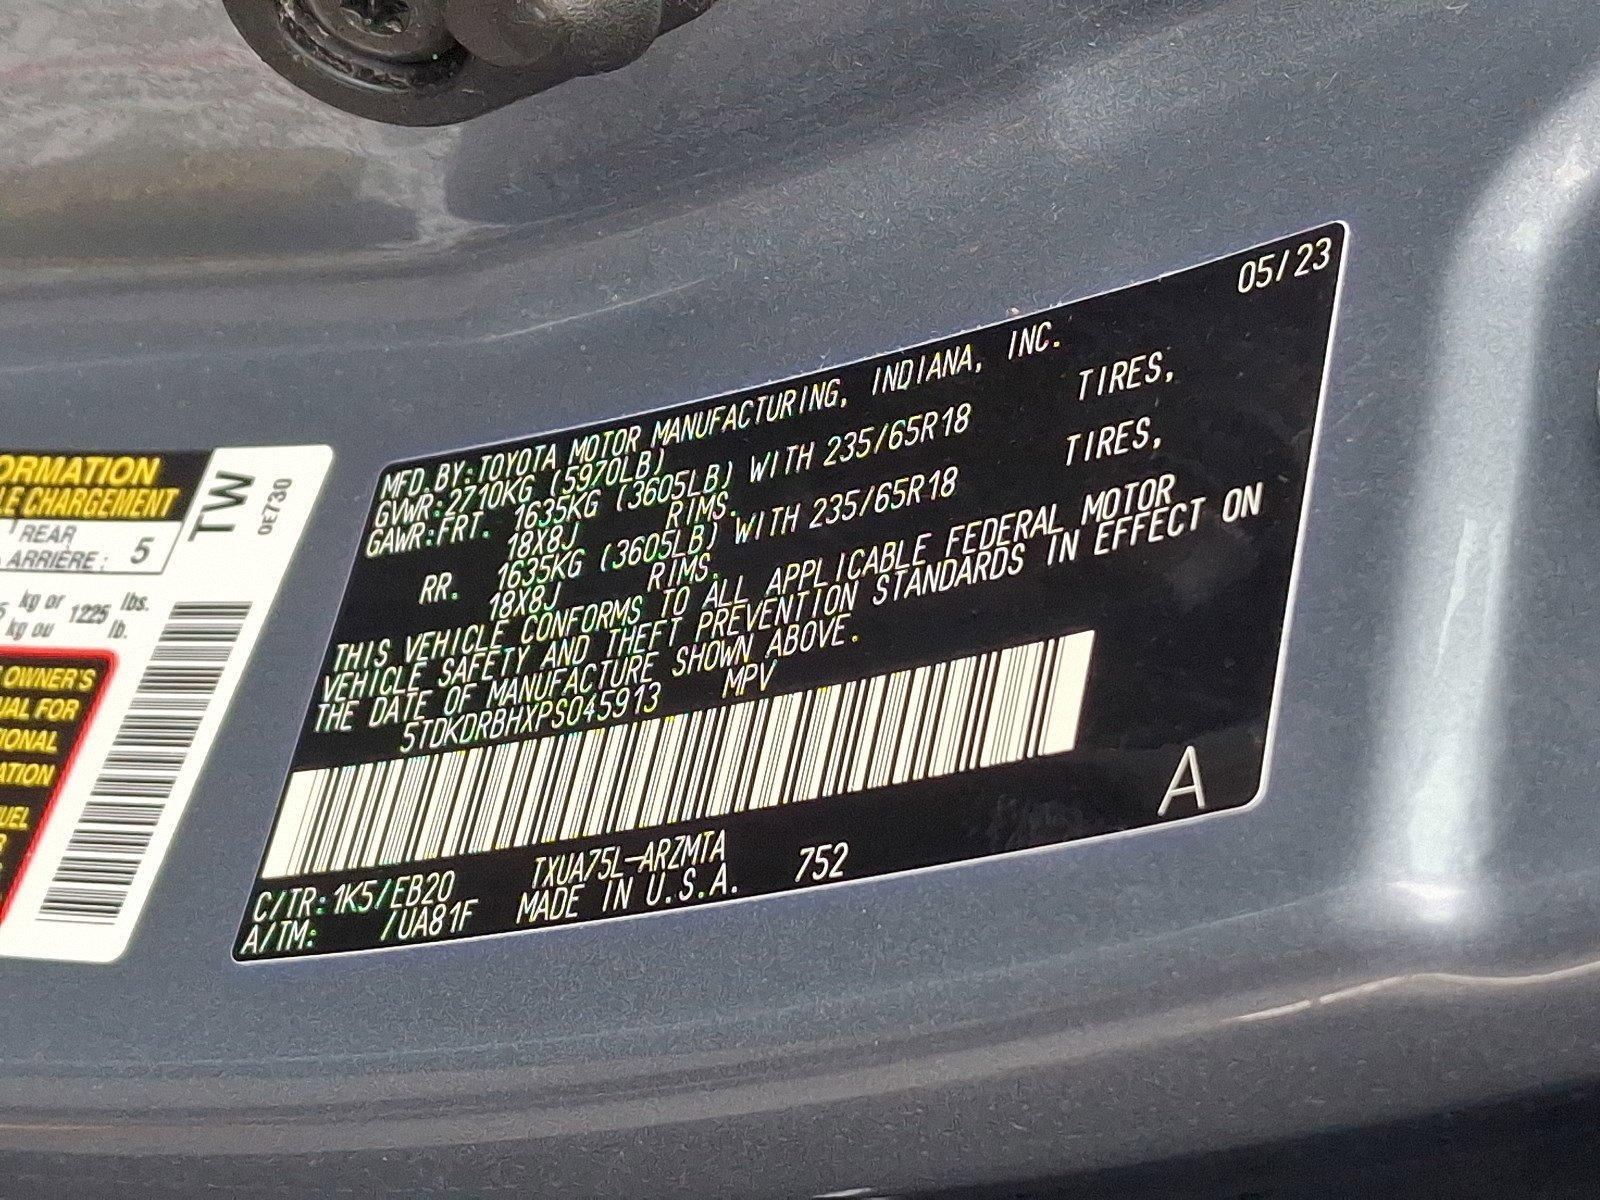 ORMATION
LE CHARGEMENT
REAR
ARRIÈRE : 5
kg or 1225 lbs.
kg ou lb.
OWNER'S
FOR
TW
0E730
05/23
MFD. BY: TOYOTA MOTOR MANUFACTURING, INDIANA, INC.
GVWR: 2710KG (5970LB)
GAWR: FRT. 1635KG (3605LB) WITH 235/65R18 TIRES,
18X8J RIMS.
RR. 1635KG (3605LB) WITH 235/65R18 TIRES,
18X8J RIMS.
THIS VEHICLE CONFORMS TO ALL APPLICABLE FEDERAL MOTOR
VEHICLE SAFETY AND THEFT PREVENTION STANDARDS IN EFFECT ON
THE DATE OF MANUFACTURE SHOWN ABOVE.
5TDKDRBHXPS045913 MPV
A
C/TR: 1K5/EB20 TXUA75L-ARZMTA
A/TM: /UA81F MADE IN U.S.A. 752